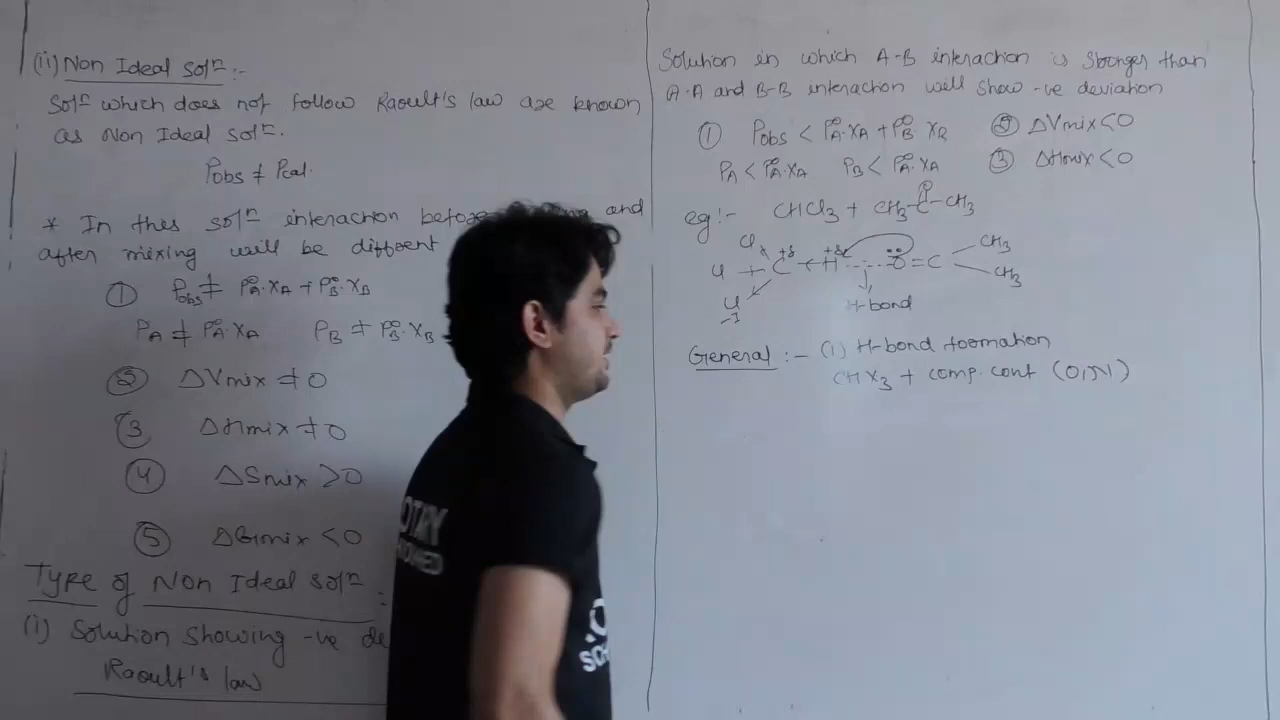 (ii) Non Ideal Solⁿ :-
Solⁿ which does not follow Raoult's law are known
as Non Ideal Solⁿ.
Pobs ≠ Pcal.
* In this solⁿ interaction before and
after mixing will be different
① Pobs ≠ P°A·XA + P°B·XB
PA ≠ P°A·XA PB ≠ P°B·XB
② ΔVmix ≠ 0
③ ΔHmix ≠ 0
④ ΔSmix > 0
⑤ ΔGmix < 0
Type of Non Ideal Solⁿ :
(i) Solution Showing -ve de
Raoult's law
Solution in which A-B interaction is stronger than
A-A and B-B interaction will show -ve deviation
① Pobs < P°A·XA + P°B·XB ② ΔVmix<0
PA < P°A·XA PB < P°A·XA ③ ΔHmix<0
eg:- CHCl3 + CH3-C-CH3
O
Cl C +δ H +δ O=C CH3
Cl CH3
Cl H-bond
-I
General :- (1) H-bond formation
CHX3 + comp. cont (O,N)
OTRY
SCH